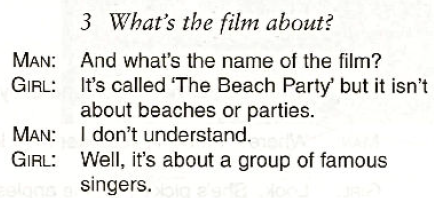 3 What's the film about?
MAN: And what's the name of the film?
GIRL: It's called 'The Beach Party' but it isn't
about beaches or parties.
MAN: I don't understand.
GIRL: Well, it's about a group of famous
singers.